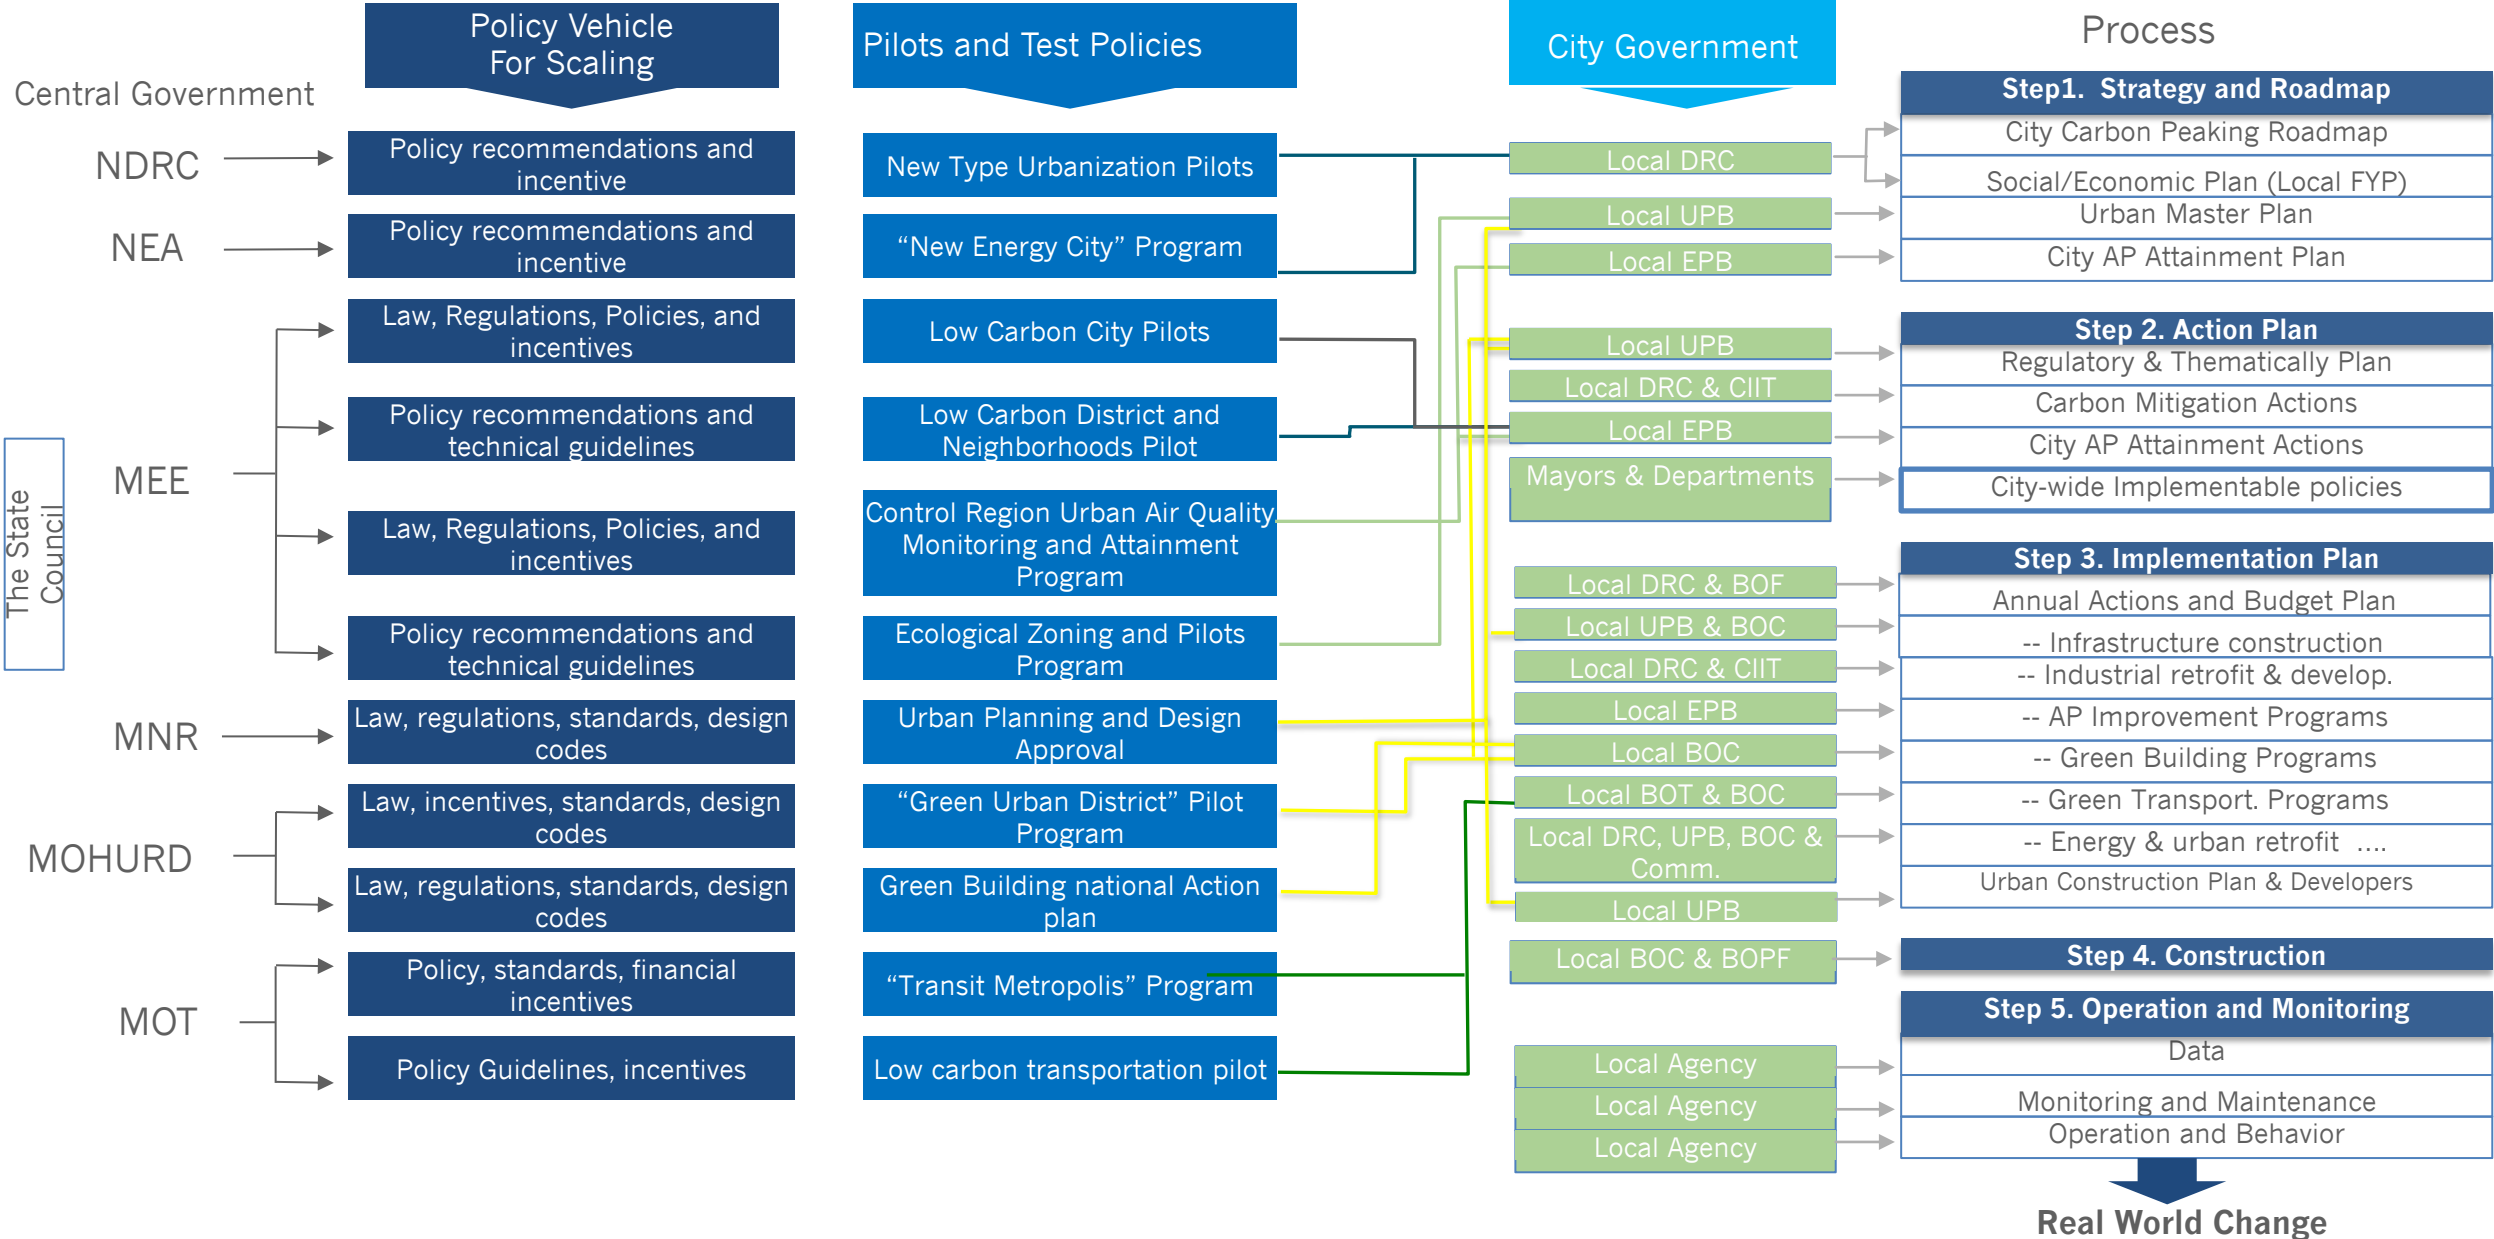 Central Government
The State
Council
NDRC
NEA
MEE
MNR
MOHURD
MOT
Policy Vehicle
For Scaling
Policy recommendations and
incentive
Policy recommendations and
incentive
Law, Regulations, Policies, and
incentives
Policy recommendations and
technical guidelines
Law, Regulations, Policies, and
incentives
Policy recommendations and
technical guidelines
Law, regulations, standards, design
codes
Law, incentives, standards, design
codes
Law, regulations, standards, design
codes
Policy, standards, financial
incentives
Policy Guidelines, incentives
Pilots and Test Policies
New Type Urbanization Pilots
“New Energy City” Program
Low Carbon City Pilots
Low Carbon District and
Neighborhoods Pilot
Control Region Urban Air Quality
Monitoring and Attainment
Program
Ecological Zoning and Pilots
Program
Urban Planning and Design
Approval
“Green Urban District” Pilot
Program
Green Building national Action
plan
“Transit Metropolis” Program
Low carbon transportation pilot
City Government
Local DRC
Local UPB
Local EPB
Local UPB
Local DRC & CIIT
Local EPB
Mayors & Departments
Local DRC & BOF
Local UPB & BOC
Local DRC & CIIT
Local EPB
Local BOC
Local BOT & BOC
Local DRC, UPB, BOC &
Comm.
Local UPB
Local BOC & BOPF
Local Agency
Local Agency
Local Agency
Process
Step1.  Strategy and Roadmap
City Carbon Peaking Roadmap
Social/Economic Plan (Local FYP)
Urban Master Plan
City AP Attainment Plan
Step 2. Action Plan
Regulatory & Thematically Plan
Carbon Mitigation Actions
City AP Attainment Actions
City-wide Implementable policies
Step 3. Implementation Plan
Annual Actions and Budget Plan
-- Infrastructure construction
-- Industrial retrofit & develop.
-- AP Improvement Programs
-- Green Building Programs
-- Green Transport. Programs
-- Energy & urban retrofit  ....
Urban Construction Plan & Developers
Step 4. Construction
Step 5. Operation and Monitoring
Data
Monitoring and Maintenance
Operation and Behavior
Real World Change